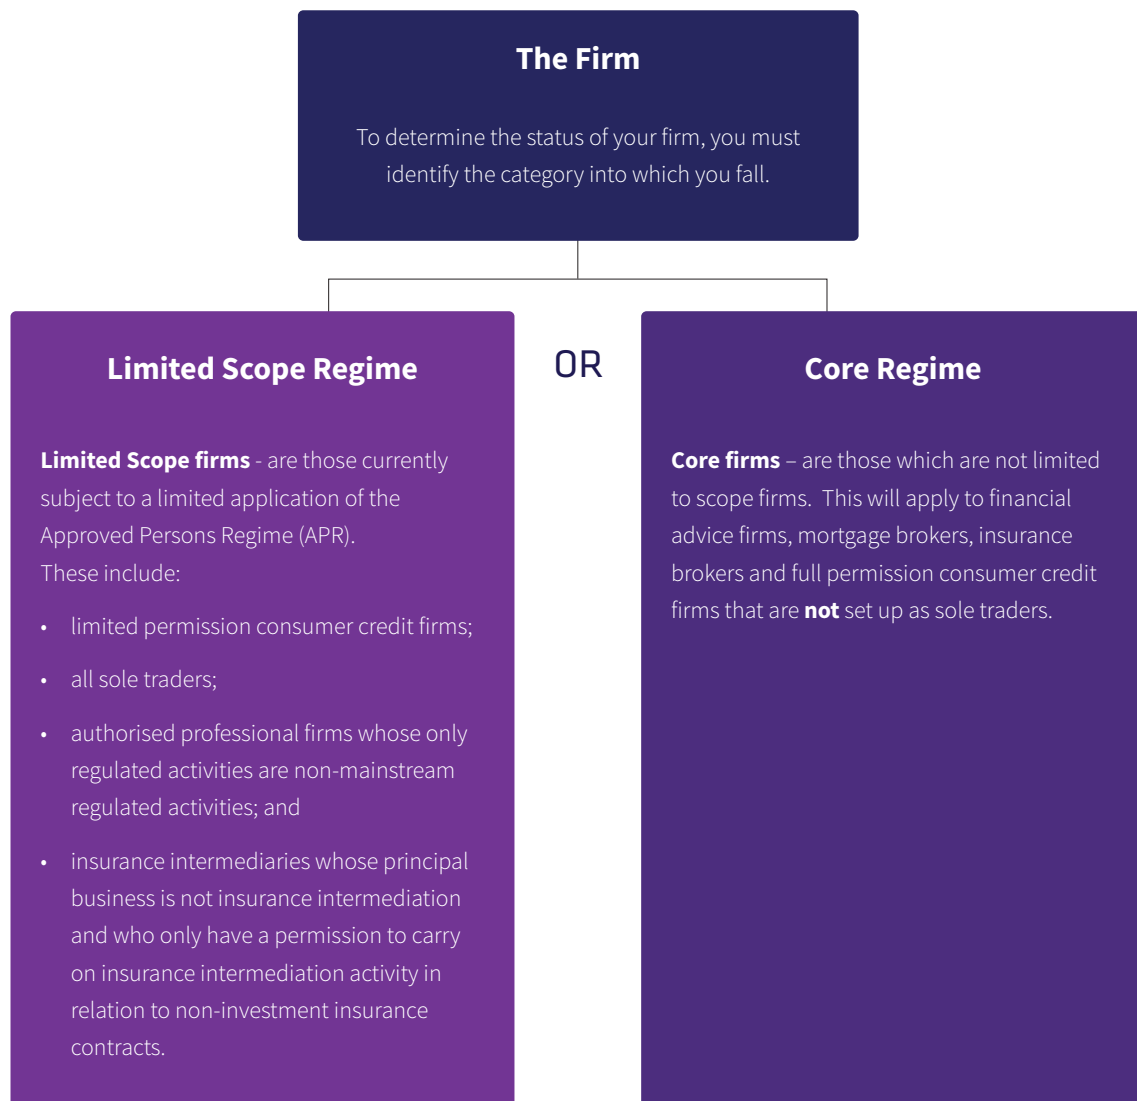 The Firm
To determine the status of your firm, you must
identify the category into which you fall.
Limited Scope Regime
Limited Scope firms - are those currently
subject to a limited application of the
Approved Persons Regime (APR).
These include:
• limited permission consumer credit firms;
• all sole traders;
• authorised professional firms whose only
regulated activities are non-mainstream
regulated activities; and
• insurance intermediaries whose principal
business is not insurance intermediation
and who only have a permission to carry
on insurance intermediation activity in
relation to non-investment insurance
contracts.
OR
Core Regime
Core firms – are those which are not limited
to scope firms.  This will apply to financial
advice firms, mortgage brokers, insurance
brokers and full permission consumer credit
firms that are not set up as sole traders.